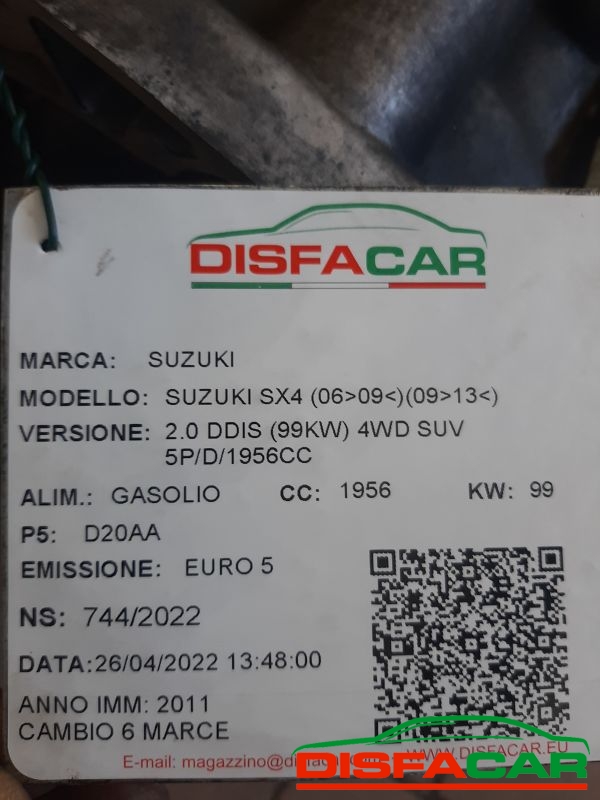 DISFACAR
MARCA: SUZUKI
MODELLO: SUZUKI SX4 (06>09<)(09>13<)
VERSIONE: 2.0 DDIS (99KW) 4WD SUV
5P/D/1956CC
ALIM.: GASOLIO CC: 1956 KW: 99
P5: D20AA
EMISSIONE: EURO 5
NS: 744/2022
DATA:26/04/2022 13:48:00
ANNO IMM: 2011
CAMBIO 6 MARCE
E-mail: magazzino@disfacar WWW.DISFACAR.EU
DISFACAR